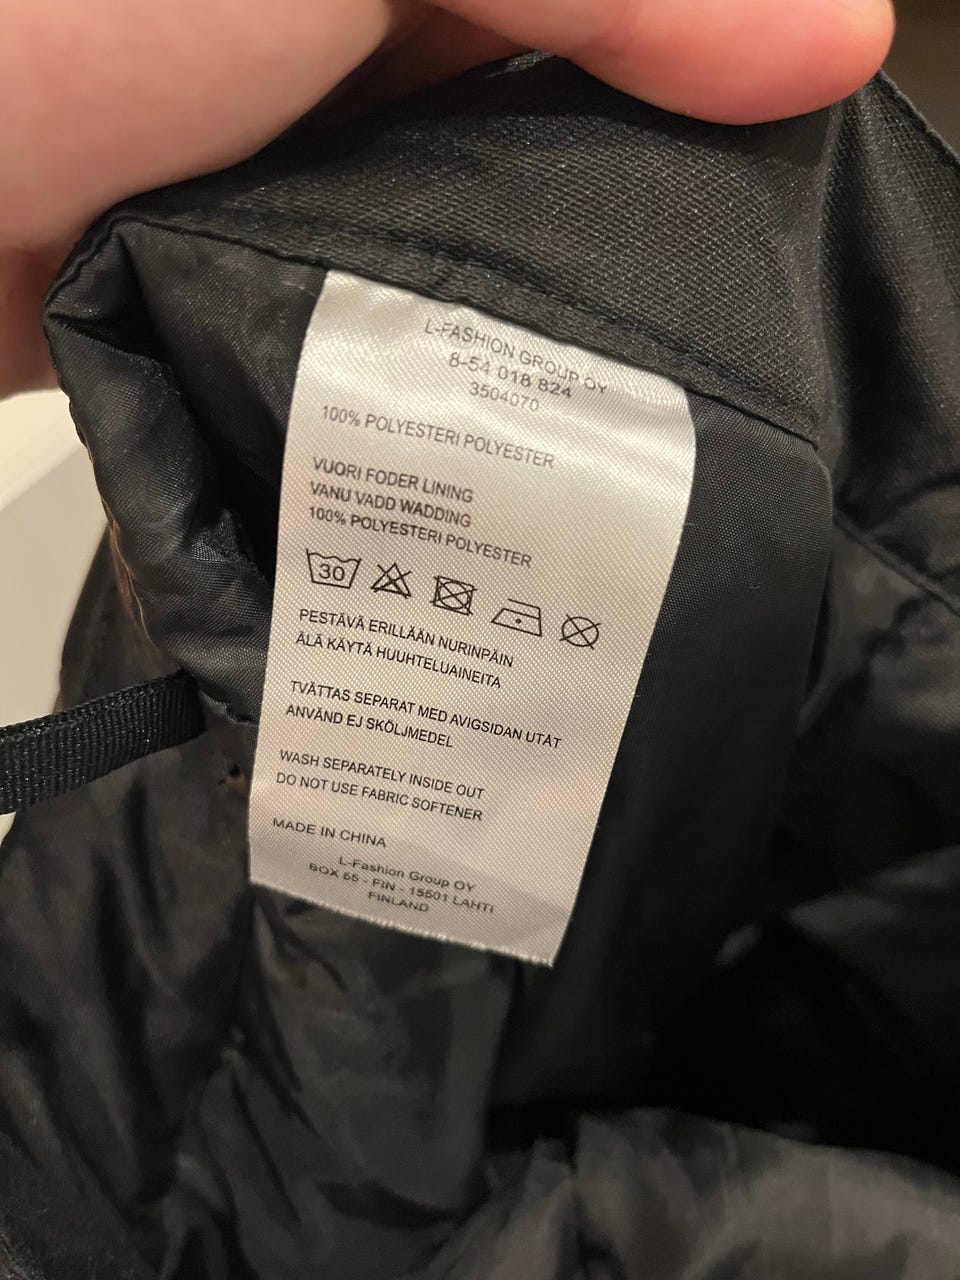 L-FASHION GROUP OY
8-54 018 824
3504070
100% POLYESTERI POLYESTER
VUORI FODER LINING
VANU VADD WADDING
100% POLYESTERI POLYESTER
30
PESTÄVÄ ERILLÄÄN NURINPÄIN
ÄLÄ KÄYTÄ HUUHTELUAINEITA
TVÄTTAS SEPARAT MED AVIGSIDAN UTÅT
ANVÄND EJ SKÖLJMEDEL
WASH SEPARATELY INSIDE OUT
DO NOT USE FABRIC SOFTENER
MADE IN CHINA
L-Fashion Group OY
BOX 55 - FIN - 15501 LAHTI
FINLAND